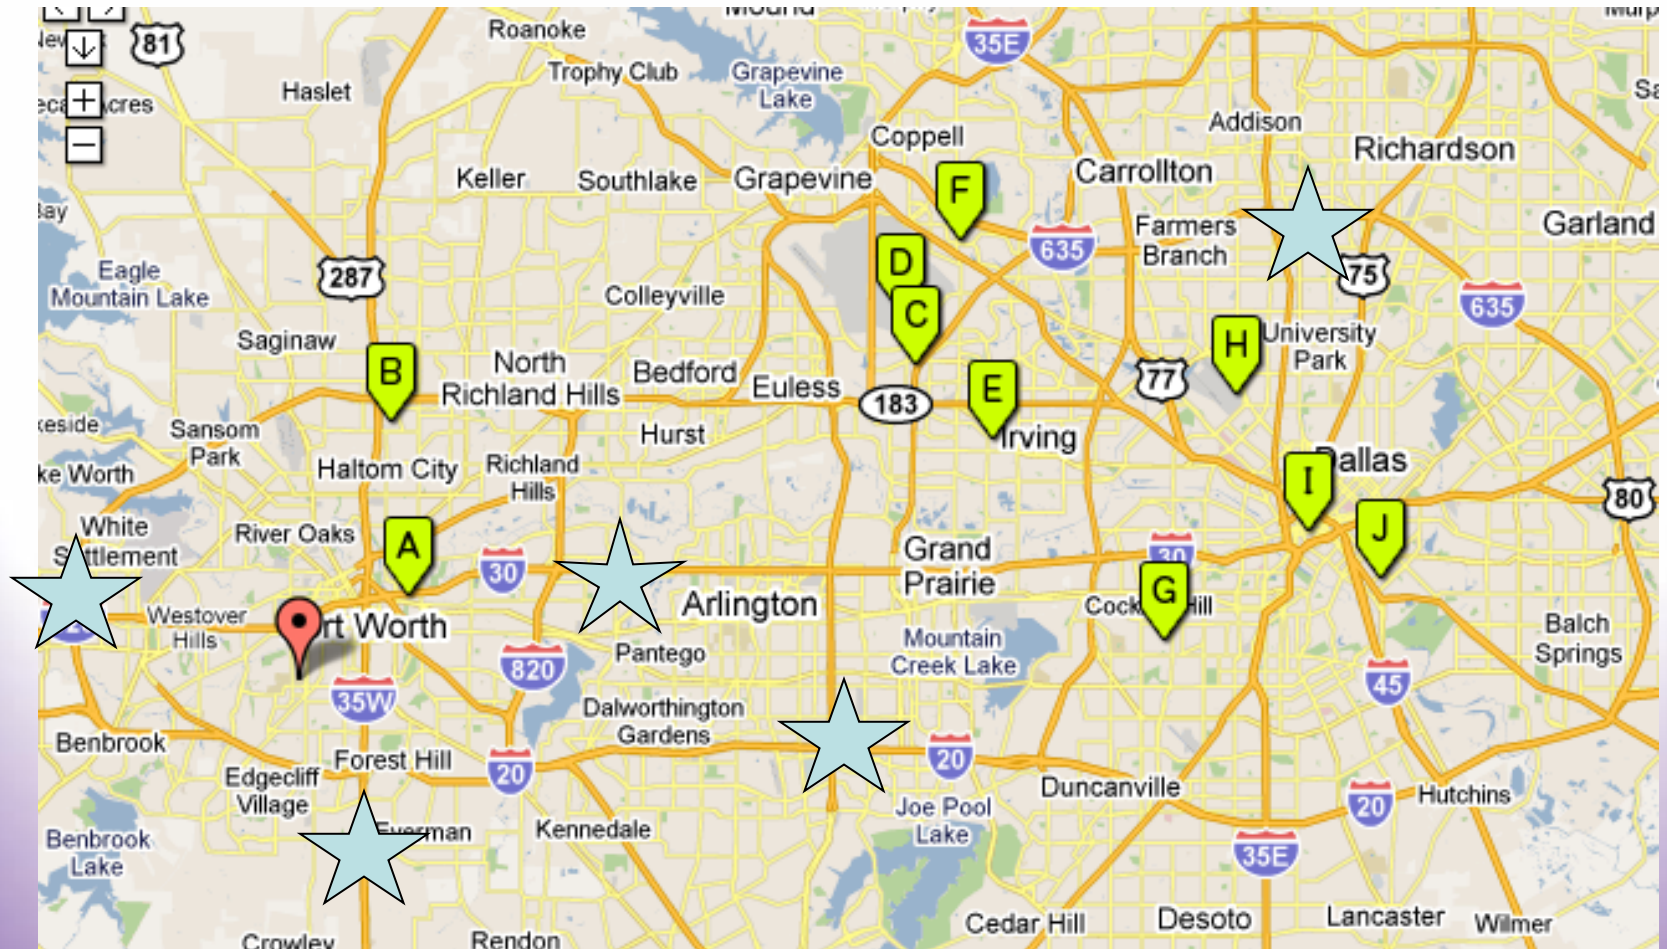 Roanoke
35E
81
Trophy Club
Grapevine
Lake
Haslet
Addison
Coppell
Richardson
Keller
Southlake
Grapevine
Carrollton
F
Farmers
Branch
Garland
635
D
Eagle
Mountain Lake
287
75
Colleyville
C
635
Saginaw
H
University
Park
B
North
Richland Hills
Bedford
Euless
E
77
183
Sansom
Park
Hurst
Irving
Haltom City
Richland
Hills
I
Dallas
80
White
Settlement
River Oaks
A
J
30
Grand
Prairie
30
G
Westover
Hills
Arlington
Pantego
Mountain
Creek Lake
Balch
Springs
820
35W
45
Dalworthington
Gardens
Benbrook
Forest Hill
20
20
Edgecliff
Village
Duncanville
20
Hutchins
Joe Pool
Lake
Benbrook
Lake
Everman
Kennedale
35E
Cedar Hill
Desoto
Lancaster
Wilmer
Crowley
Rendon